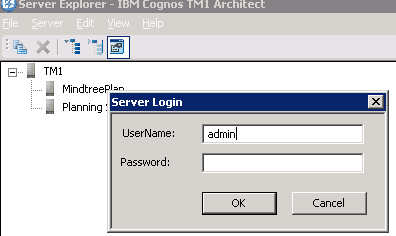 Server Explorer - IBM Cognos TM1 Architect
File Server Edit View Help
TM1
MindtreePlan
Planning
Server Login
UserName: admin
Password:
OK Cancel